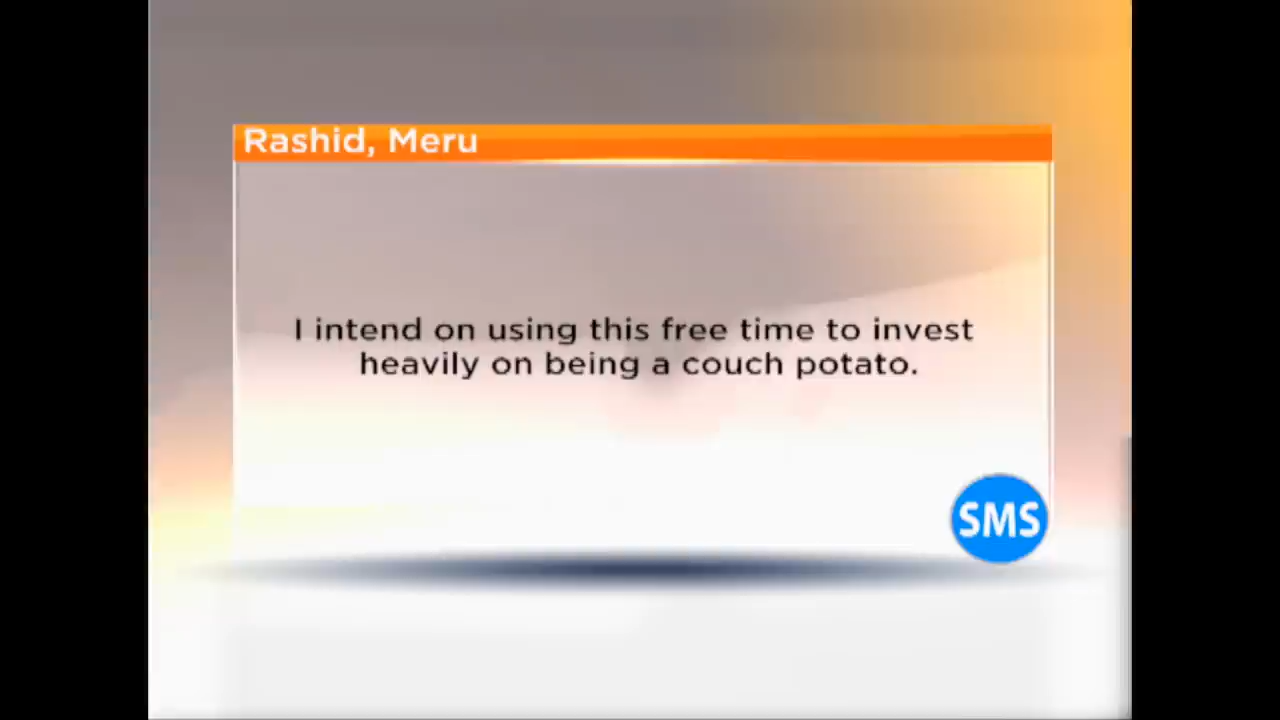 Rashid, Meru
I intend on using this free time to invest
heavily on being a couch potato.
SMS